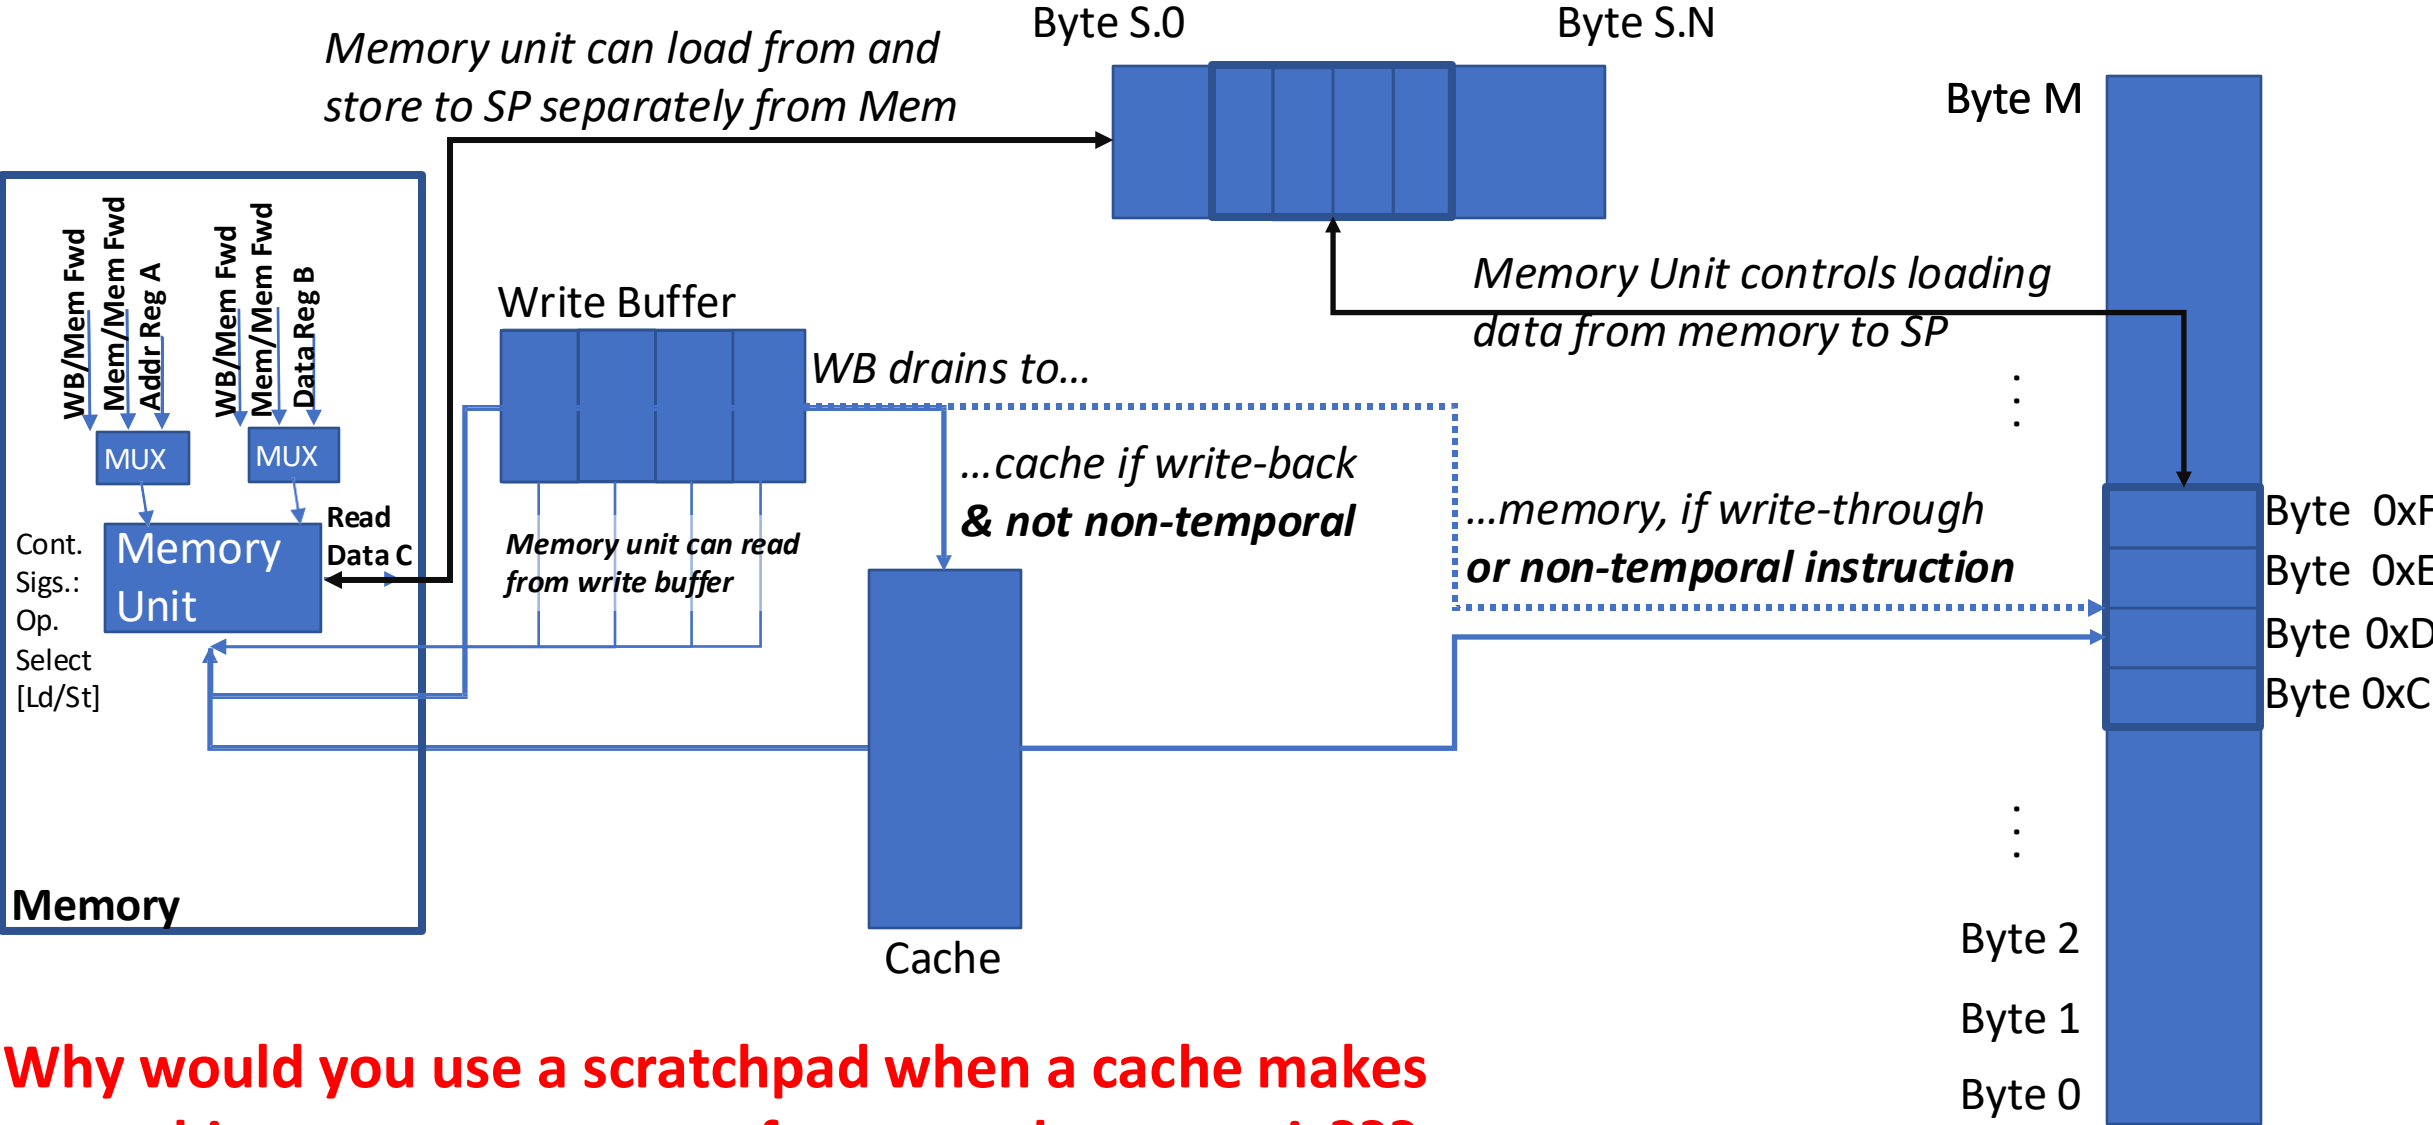 Byte S.0
Byte S.N
Memory unit can load from and
store to SP separately from Mem
Byte M
WB/Mem Fwd
Mem/Mem Fwd
Addr Reg A
WB/Mem Fwd
Mem/Mem Fwd
Data Reg B
Write Buffer
Memory Unit controls loading
data from memory to SP
WB drains to...
MUX
MUX
...cache if write-back
& not non-temporal
...memory, if write-through
or non-temporal instruction
Cont.
Sigs.:
Op.
Select
[Ld/St]
Memory
Unit
Read
Data C
Memory unit can read
from write buffer
⋮
Byte 0xF
Byte 0xE
Byte 0xD
Byte 0xC
⋮
Memory
Cache
Byte 2
Byte 1
Byte 0
Why would you use a scratchpad when a cache makes